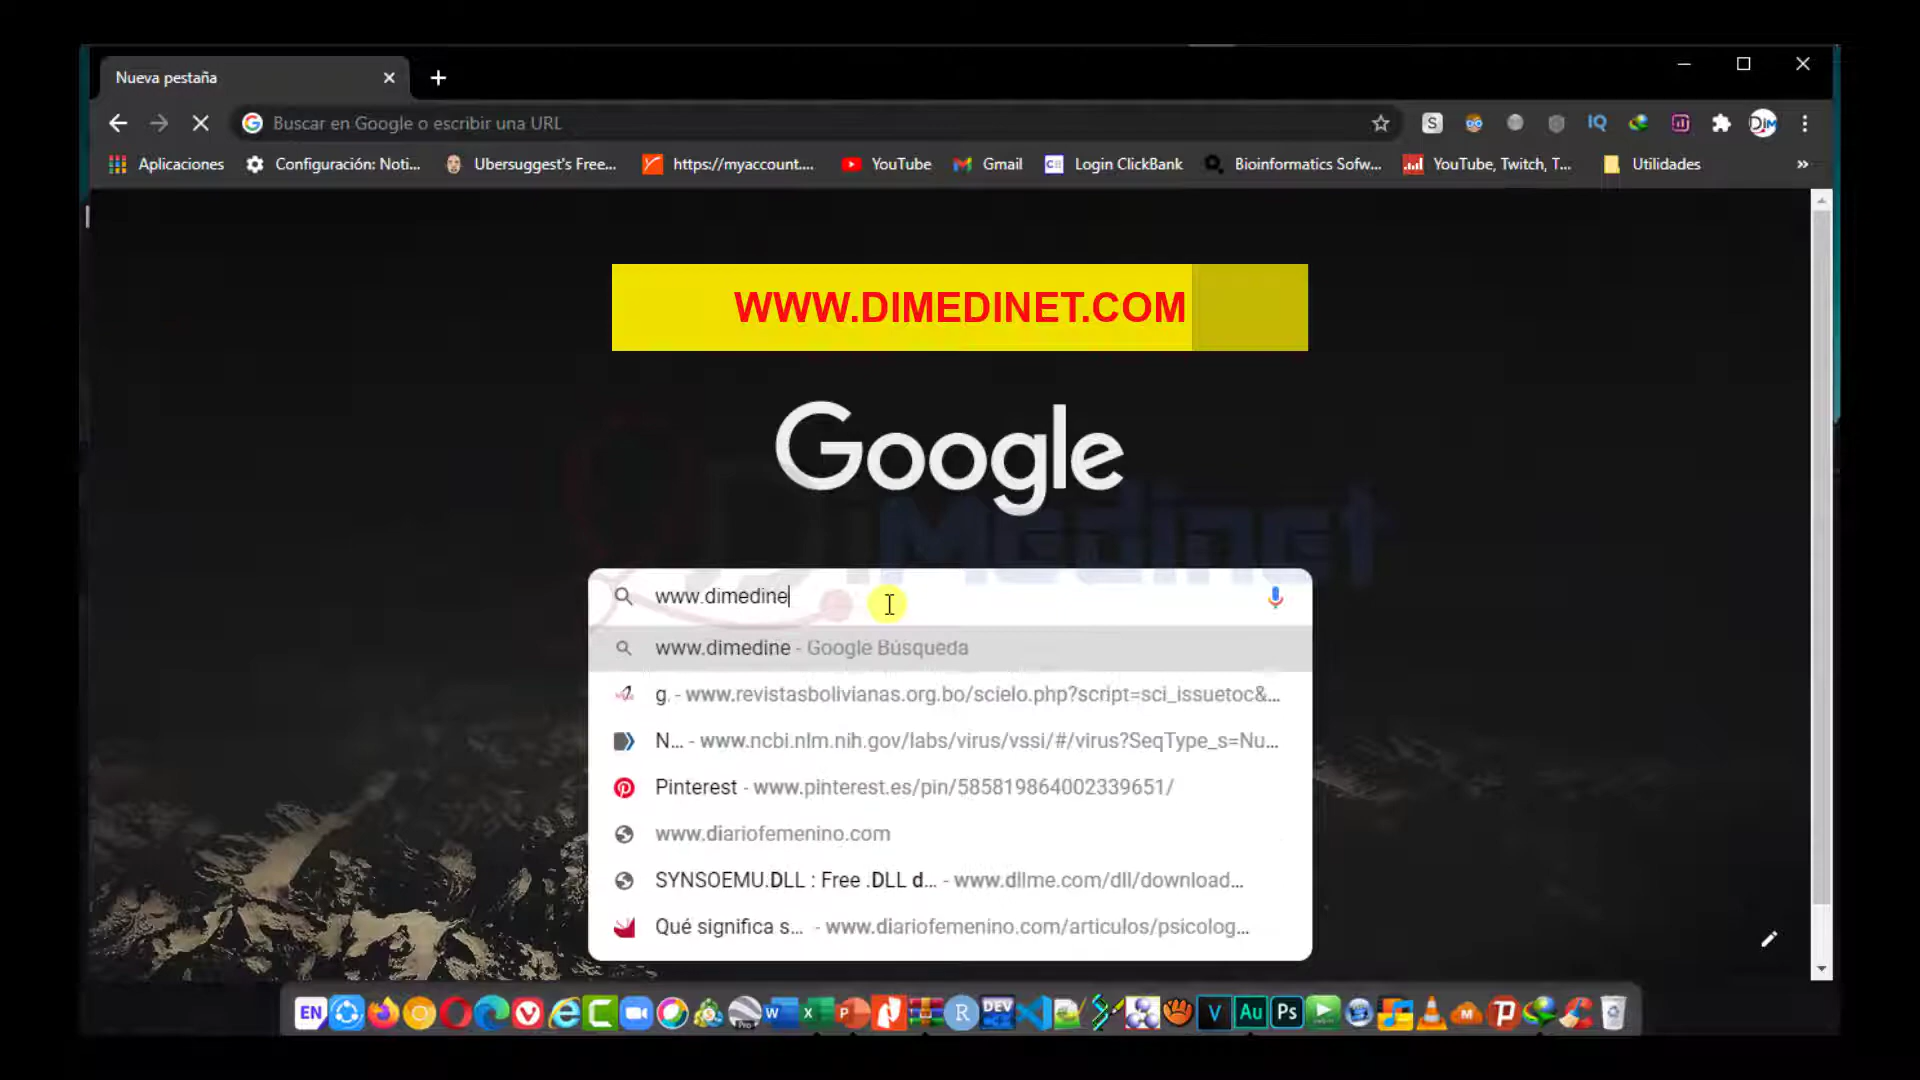 Nueva pestaña
Buscar en Google o escribir una URL
S
IQ
DiM
Aplicaciones
Configuración: Noti...
Ubersuggest's Free...
https://myaccount....
YouTube
Gmail
Login ClickBank
Bioinformatics Sofw...
YouTube, Twitch, T...
Utilidades
»
WWW.DIMEDINET.COM
Google
DiMedinet
www.dimedine
www.dimedine - Google Búsqueda
g. - www.revistasbolivianas.org.bo/scielo.php?script=sci_issuetoc&...
N... - www.ncbi.nlm.nih.gov/labs/virus/vssi/#/virus?SeqType_s=Nu...
Pinterest - www.pinterest.es/pin/585819864002339651/
www.diariofemenino.com
SYNSOEMU.DLL : Free .DLL d... - www.dllme.com/dll/download...
Qué significa s... - www.diariofemenino.com/articulos/psicolog...
EN
Pro
W
X
P
R
DEV
V
Au
Ps
M